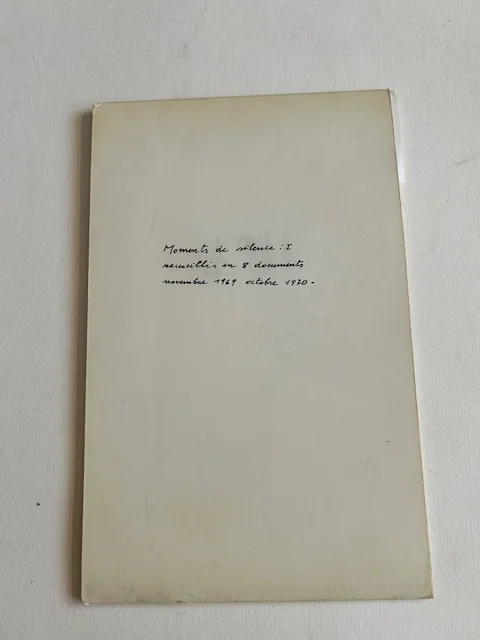 Moments de silence : I
recueillis en 8 documents
novembre 1969 octobre 1970.